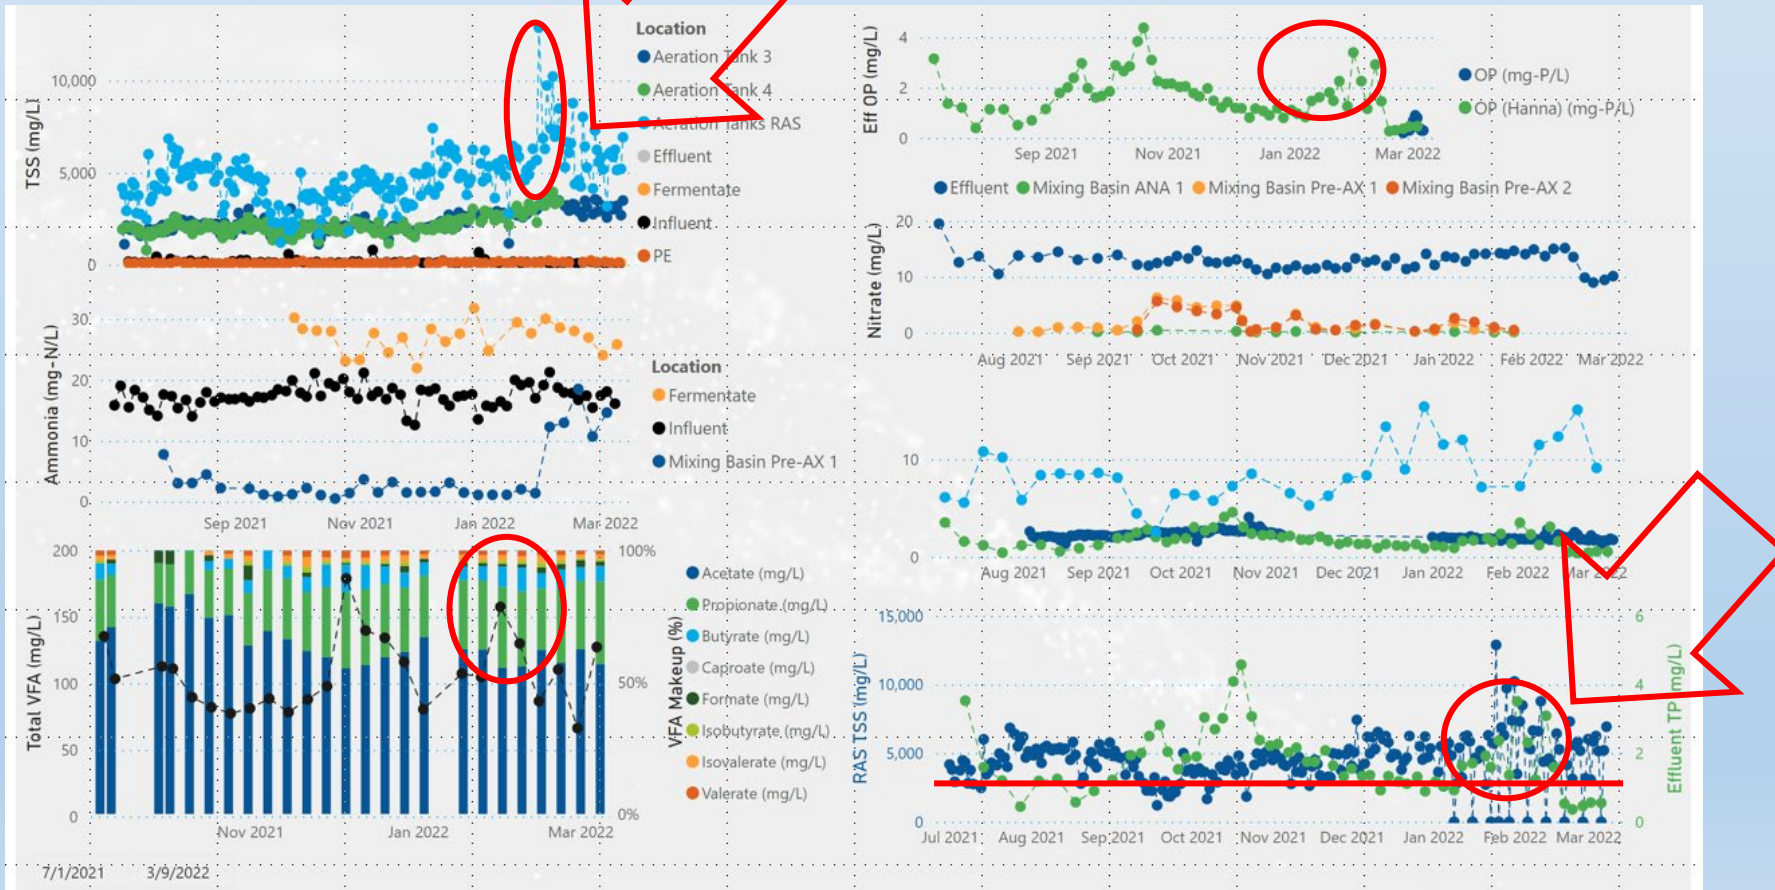 Location
Aeration Tank 3
Aeration Tank 4
Aeration Tanks RAS
Effluent
Fermentate
Influent
PE
TSS (mg/L)
10,000
5,000
0
Ammonia (mg-N/L)
30
20
10
0
Sep 2021 Nov 2021 Jan 2022 Mar 2022
Location
Fermentate
Influent
Mixing Basin Pre-AX 1
Total VFA (mg/L)
200
150
100
50
0
100%
50%
0%
VFA Makeup (%)
Nov 2021 Jan 2022 Mar 2022
Acetate (mg/L)
Propionate (mg/L)
Butyrate (mg/L)
Caproate (mg/L)
Formate (mg/L)
Isobutyrate (mg/L)
Isovalerate (mg/L)
Valerate (mg/L)
7/1/2021 3/9/2022
Eff OP (mg/L)
4
2
0
Sep 2021 Nov 2021 Jan 2022 Mar 2022
OP (mg-P/L)
OP (Hanna) (mg-P/L)
Effluent Mixing Basin ANA 1 Mixing Basin Pre-AX 1 Mixing Basin Pre-AX 2
Nitrate (mg/L)
20
10
0
Aug 2021 Sep 2021 Oct 2021 Nov 2021 Dec 2021 Jan 2022 Feb 2022 Mar 2022
10
0
Aug 2021 Sep 2021 Oct 2021 Nov 2021 Dec 2021 Jan 2022 Feb 2022 Mar 2022
RAS TSS (mg/L)
15,000
10,000
5,000
0
6
4
2
0
Effluent TP (mg/L)
Jul 2021 Aug 2021 Sep 2021 Oct 2021 Nov 2021 Dec 2021 Jan 2022 Feb 2022 Mar 2022